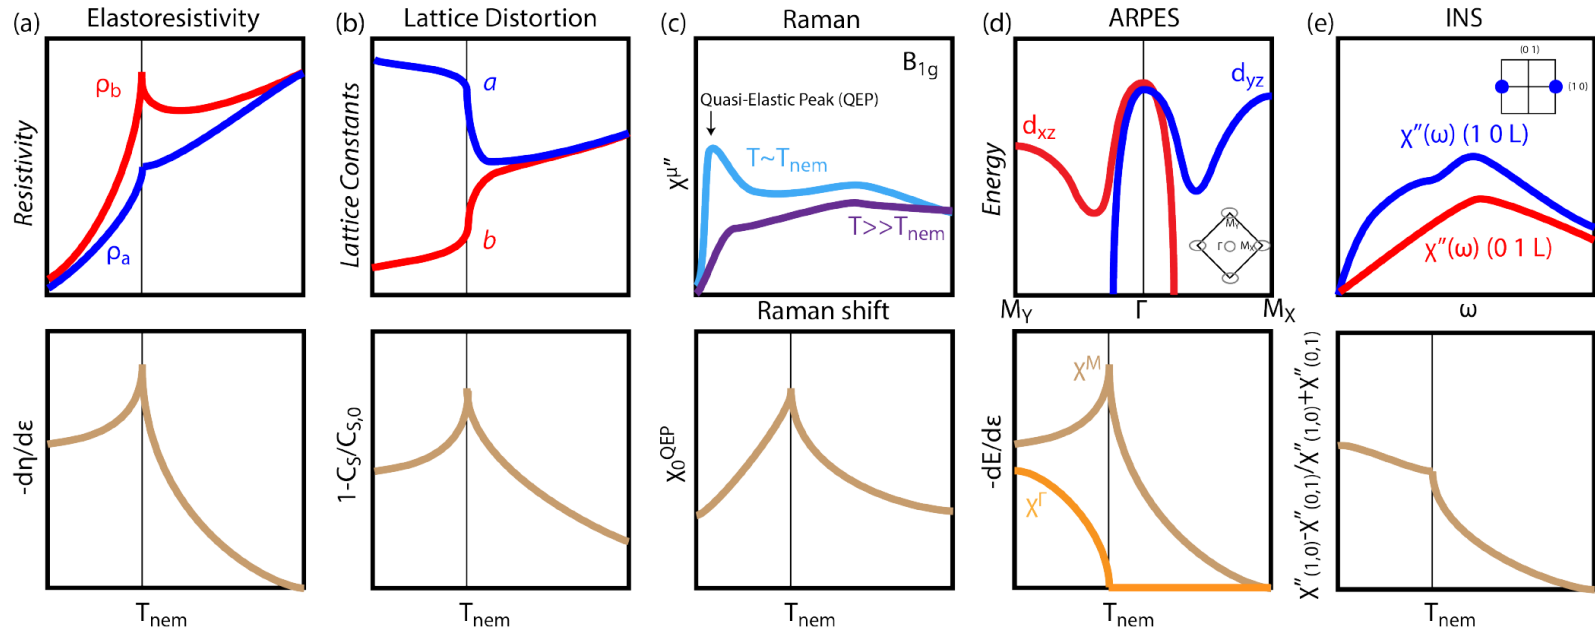 (a) Elastoresistivity
Resistivity
ρb
ρa
-dη/dε
Tnem
(b) Lattice Distortion
Lattice Constants
a
b
1-CS/CS,0
Tnem
(c) Raman
B1g
Quasi-Elastic Peak (QEP)
χμ″
T~Tnem
T>>Tnem
Raman shift
χ0QEP
Tnem
(d) ARPES
Energy
dxz
dyz
MY
Γ MX
MY Γ MX
-dE/dε
χM
χΓ
Tnem
(e) INS
(0 1)
(1 0)
χ″(ω) (1 0 L)
χ″(ω) (0 1 L)
ω
χ″(1,0)-χ″(0,1)/χ″(1,0)+χ″(0,1)
Tnem